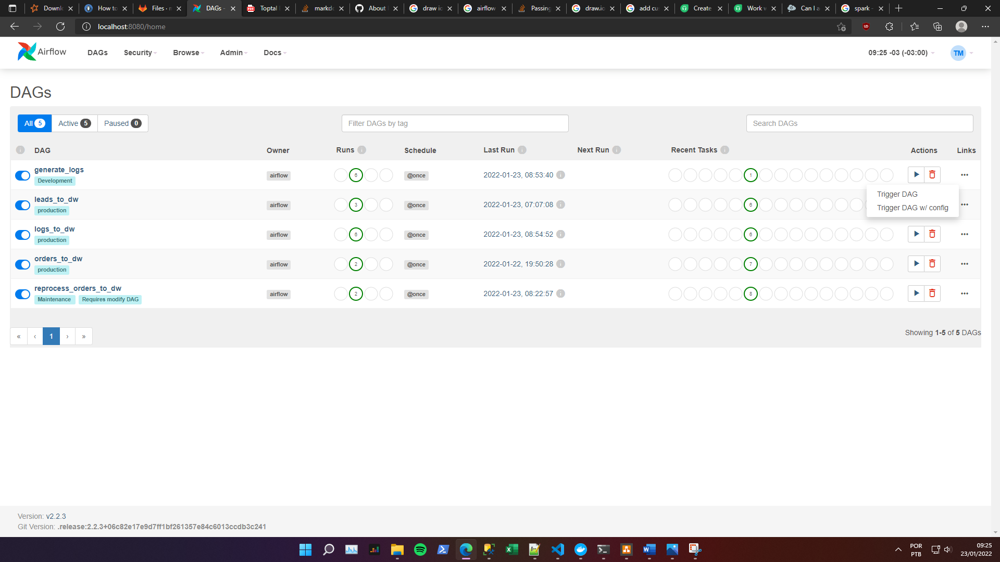 Downlo How to Files · r DAGs - Toptal markdo About draw io airflow Passing draw.io add cus Create Work w Can I a spark -
localhost:8080/home
Airflow DAGs Security Browse Admin Docs 09:25 -03 (-03:00) TM
DAGs
All 5 Active 5 Paused 0 Filter DAGs by tag Search DAGs
DAG Owner Runs Schedule Last Run Next Run Recent Tasks Actions Links
generate_logs
Development airflow 6 @once 2022-01-23, 08:53:40 1
Trigger DAG
Trigger DAG w/ config
leads_to_dw
production airflow 3 @once 2022-01-23, 07:07:08 6
logs_to_dw
production airflow 6 @once 2022-01-23, 08:54:52 6
orders_to_dw
production airflow 2 @once 2022-01-22, 19:50:28 7
reprocess_orders_to_dw
Maintenance Requires modify DAG airflow 2 @once 2022-01-23, 08:22:57 8
« ‹ 1 › » Showing 1-5 of 5 DAGs
Version: v2.2.3
Git Version: .release:2.2.3+06c82e17e9d7ff1bf261357e84c6013ccdb3c241
POR
PTB
09:25
23/01/2022